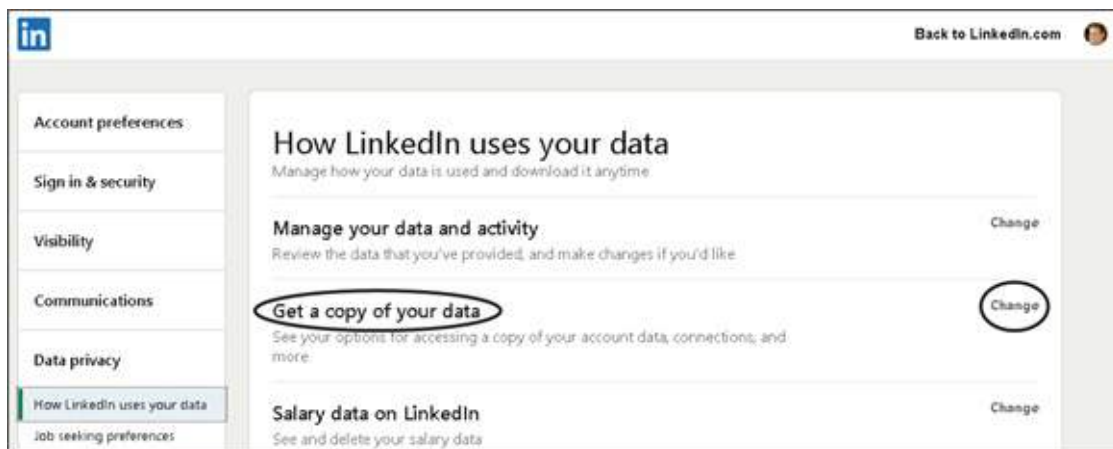 in
Back to LinkedIn.com
Account preferences
Sign in & security
Visibility
Communications
Data privacy
How LinkedIn uses your data
Job seeking preferences
How LinkedIn uses your data
Manage how your data is used and download it anytime
Manage your data and activity
Change
Review the data that you've provided, and make changes if you'd like
Get a copy of your data
Change
See your options for accessing a copy of your account data, connections, and
more
Salary data on LinkedIn
Change
See and delete your salary data